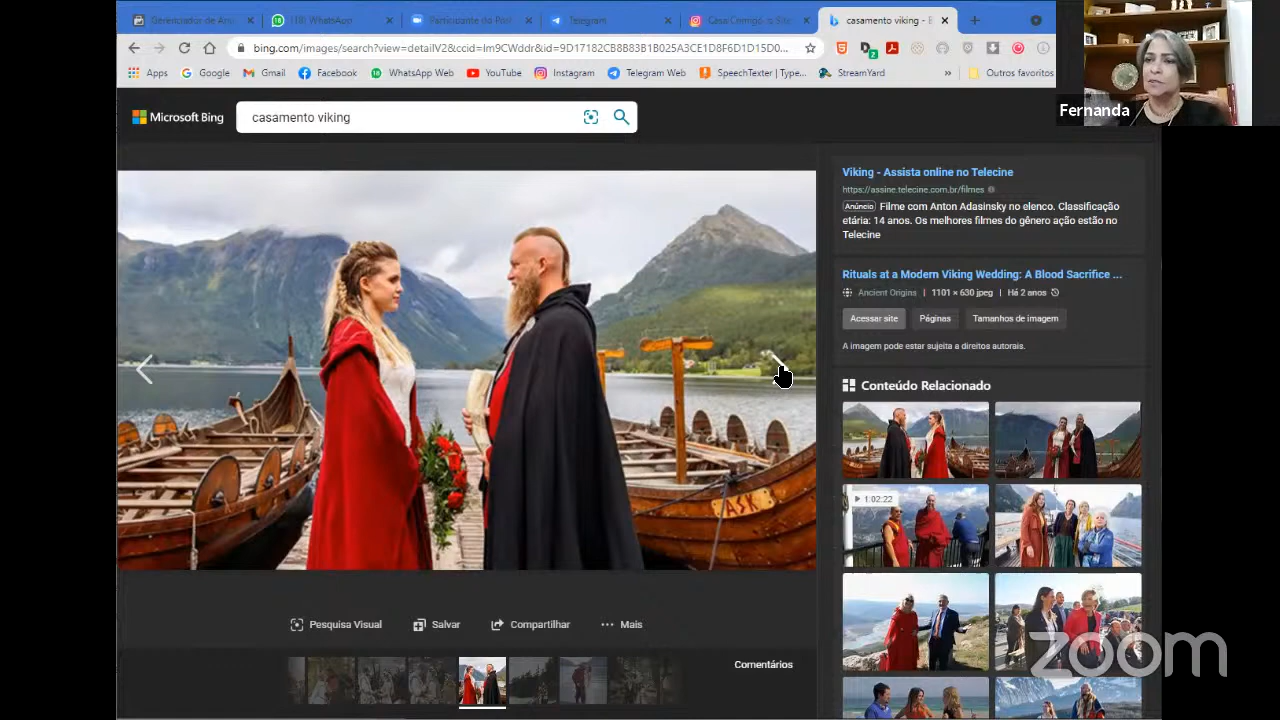 Gerenciador de Anú
(18) WhatsApp
Participante do Post
Telegram
casamento viking - B
bing.com/images/search?view=detailV2&ccid=Im9CWddr&id=9D17182CB8B83B1B025A3CE1D8F6D1D15D0...
Apps
Google
Gmail
Facebook
WhatsApp Web
YouTube
Instagram
Telegram Web
SpeechTexter | Type...
StreamYard
»
Outros favoritos
Fernanda
Microsoft Bing
casamento viking
Viking - Assista online no Telecine
https://assine.telecine.com.br/filmes
Anúncio Filme com Anton Adasinsky no elenco. Classificação
etária: 14 anos. Os melhores filmes do gênero ação estão no
Telecine
Rituals at a Modern Viking Wedding: A Blood Sacrifice ...
Ancient Origins | 1101 × 630 jpeg | Há 2 anos
Acessar site
Páginas
Tamanhos de imagem
A imagem pode estar sujeita a direitos autorais.
Conteúdo Relacionado
1:02:22
ASK
Pesquisa Visual
Salvar
Compartilhar
Mais
Comentários
zoom